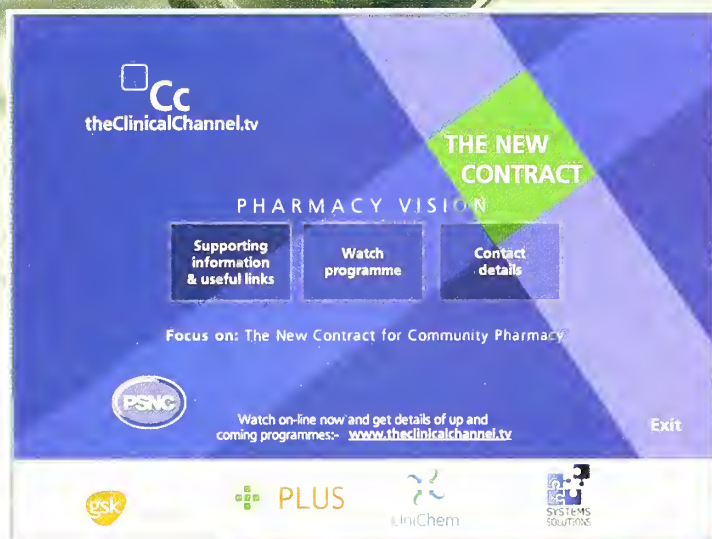 Cc
theClinicalChannel.tv
THE NEW
CONTRACT
PHARMACY VISION
Supporting
information
& useful links
Watch
programme
Contact
details
Focus on: The New Contract for Community Pharmacy
PSNC
Watch on-line now and get details of up and
coming programmes:- www.theclinicalchannel.tv
Exit
gsk
PLUS
UniChem
SYSTEMS
SOLUTIONS